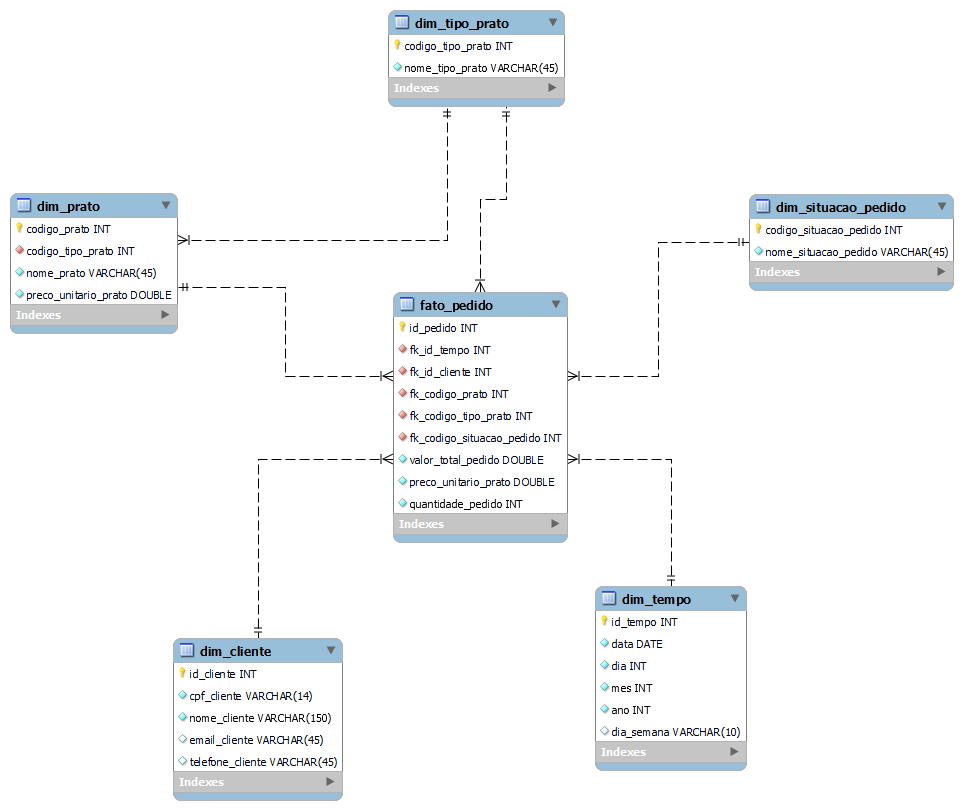 dim_tipo_prato
codigo_tipo_prato INT
nome_tipo_prato VARCHAR(45)
Indexes
dim_prato
codigo_prato INT
codigo_tipo_prato INT
nome_prato VARCHAR(45)
preco_unitario_prato DOUBLE
Indexes
dim_situacao_pedido
codigo_situacao_pedido INT
nome_situacao_pedido VARCHAR(45)
Indexes
fato_pedido
id_pedido INT
fk_id_tempo INT
fk_id_cliente INT
fk_codigo_prato INT
fk_codigo_tipo_prato INT
fk_codigo_situacao_pedido INT
valor_total_pedido DOUBLE
preco_unitario_prato DOUBLE
quantidade_pedido INT
Indexes
dim_cliente
id_cliente INT
cpf_cliente VARCHAR(14)
nome_cliente VARCHAR(150)
email_cliente VARCHAR(45)
telefone_cliente VARCHAR(45)
Indexes
dim_tempo
id_tempo INT
data DATE
dia INT
mes INT
ano INT
dia_semana VARCHAR(10)
Indexes